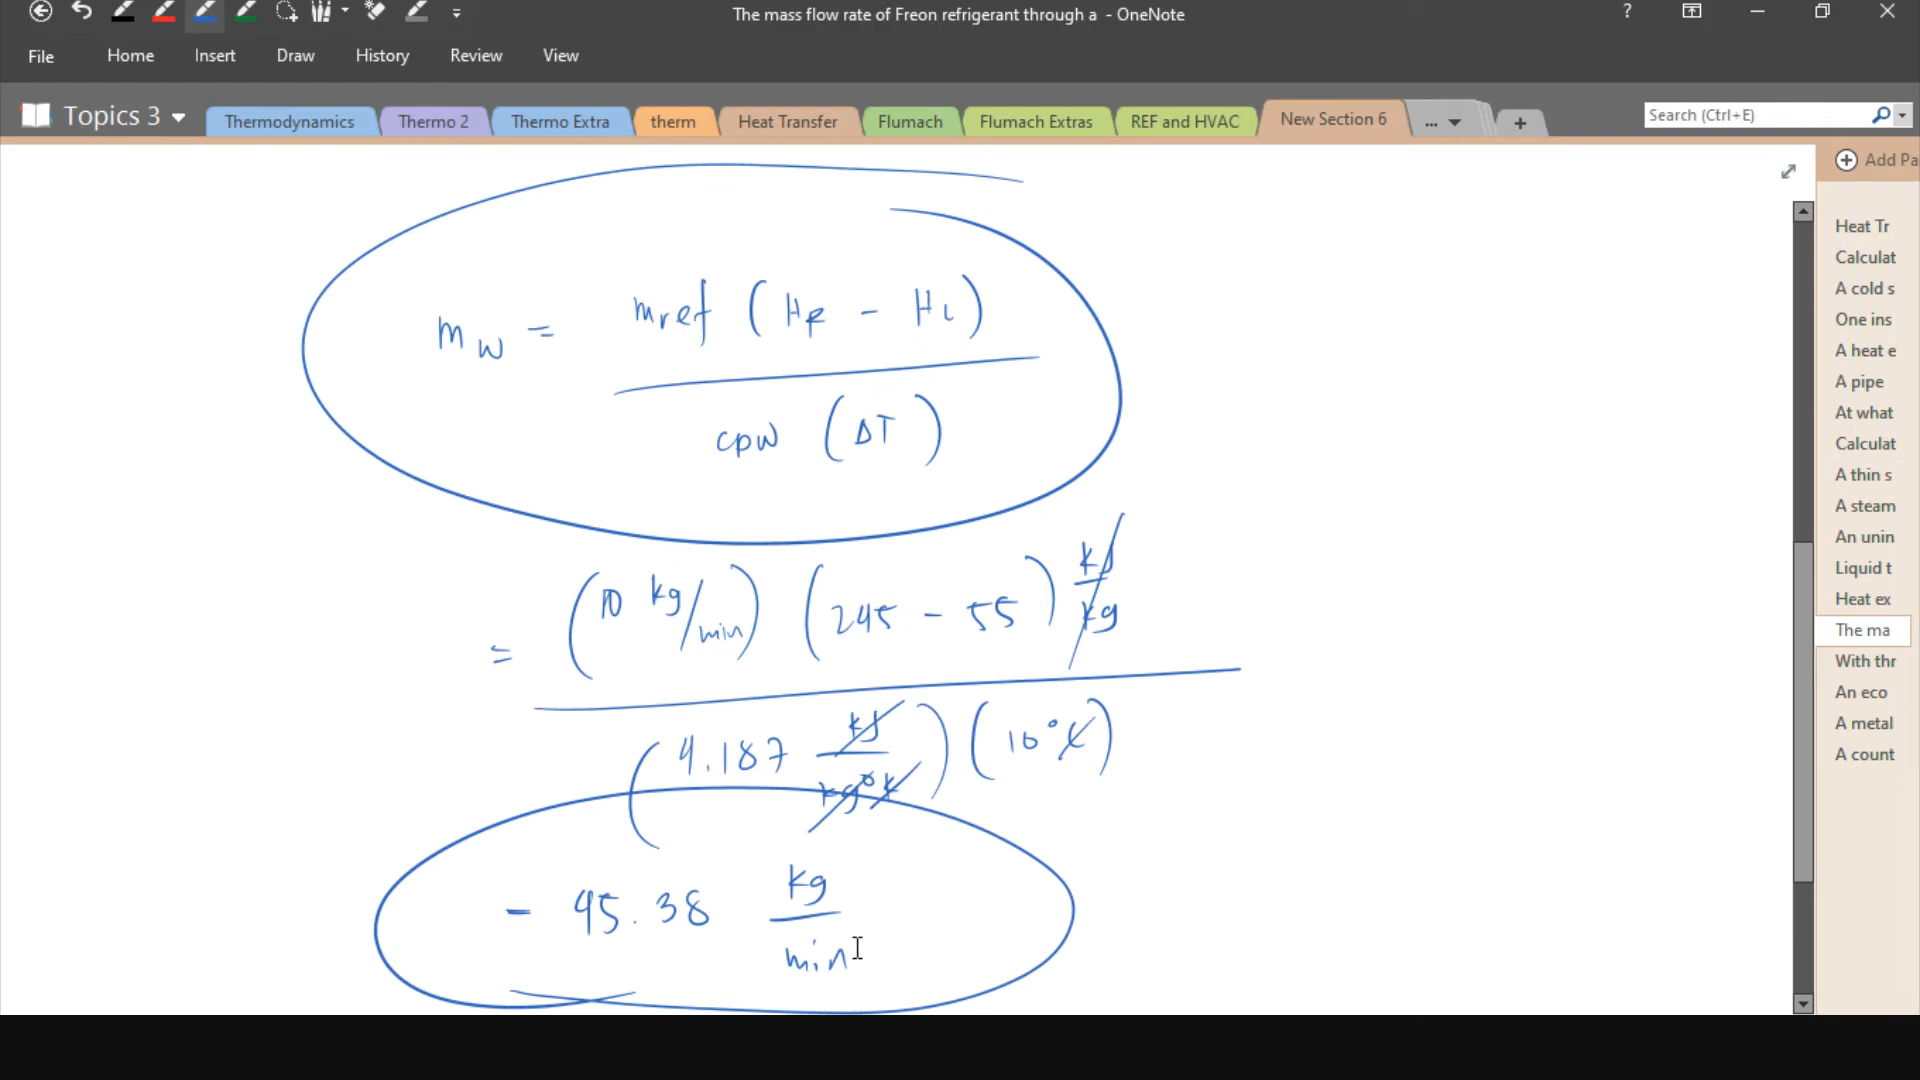 The mass flow rate of Freon refrigerant through a - OneNote
?
File Home Insert Draw History Review View
Topics 3 Thermodynamics Thermo 2 Thermo Extra therm Heat Transfer Flumach Flumach Extras REF and HVAC New Section 6 ... + Search (Ctrl+E)
Add Pa
Heat Tr
Calculat
A cold s
One ins
A heat e
A pipe
At what
Calculat
A thin s
A steam
An unin
Liquid t
Heat ex
The ma
With thr
An eco
A metal
A count
mw = mref (HR - HL)
cpw (ΔT)
= (10 kg/min) (245 - 55) kJ/kg
(4.187 kJ/kg°K) (10°K)
- 45.38 kg
min